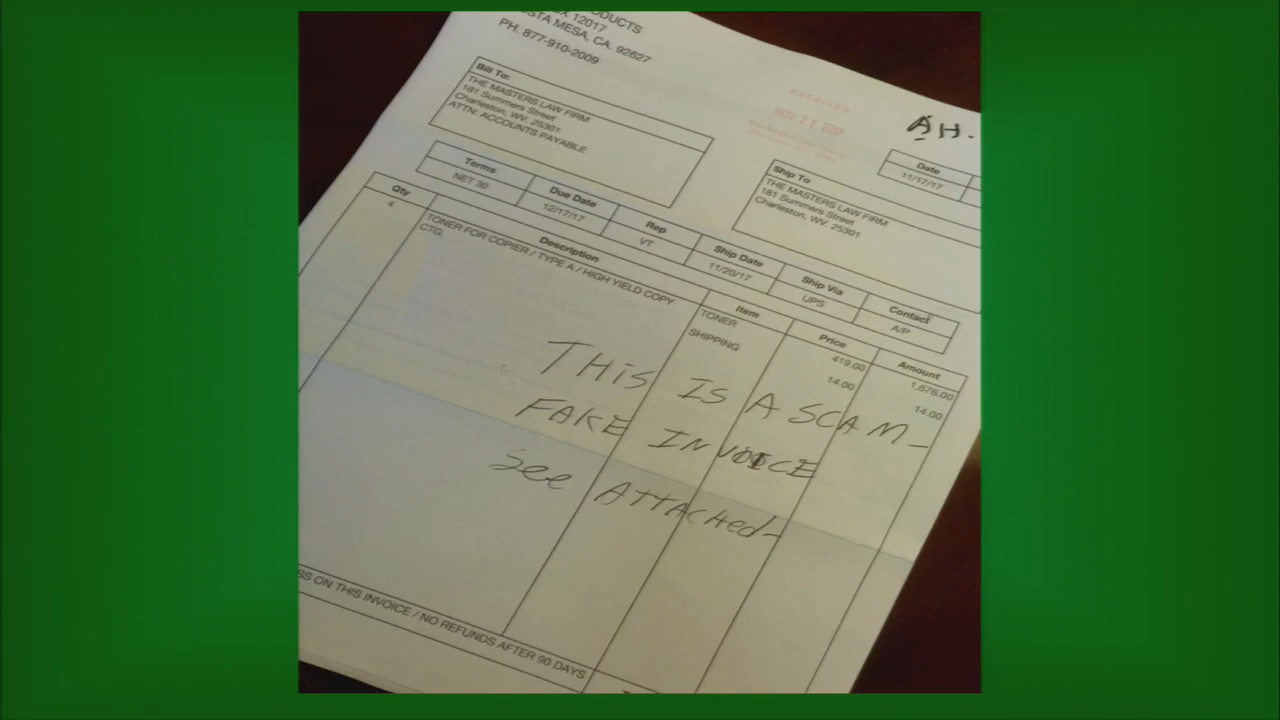 ODUCTS
OX 12017
STA MESA, CA. 92627
PH. 877-910-2009
RECEIVED
NOV 21 2017
AH.
Bill To:
THE MASTERS LAW FIRM
181 Summers Street
Charleston, WV. 25301
ATTN: ACCOUNTS PAYABLE
Date
11/17/17
Ship To
THE MASTERS LAW FIRM
181 Summers Street
Charleston, WV. 25301
Terms Due Date Rep Ship Date Ship Via Contact
NET 30 12/17/17 VT 11/20/17 UPS A/P
Qty Description Item Price Amount
4 TONER FOR COPIER / TYPE A / HIGH YIELD COPY TONER 419.00 1,676.00
CTG. SHIPPING 14.00 14.00
THIS IS A SCAM-
FAKE INVOICE
See ATTACHed-
SS ON THIS INVOICE / NO REFUNDS AFTER 90 DAYS